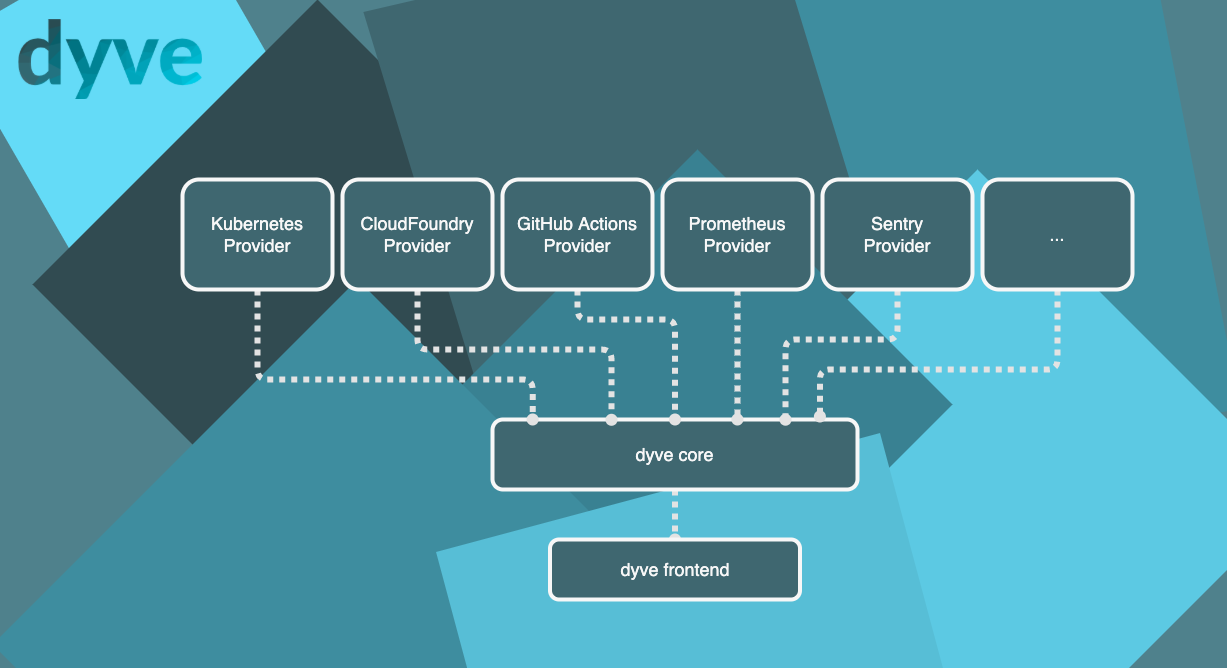 dyve
Kubernetes
Provider
CloudFoundry
Provider
GitHub Actions
Provider
Prometheus
Provider
Sentry
Provider
...
dyve core
dyve frontend